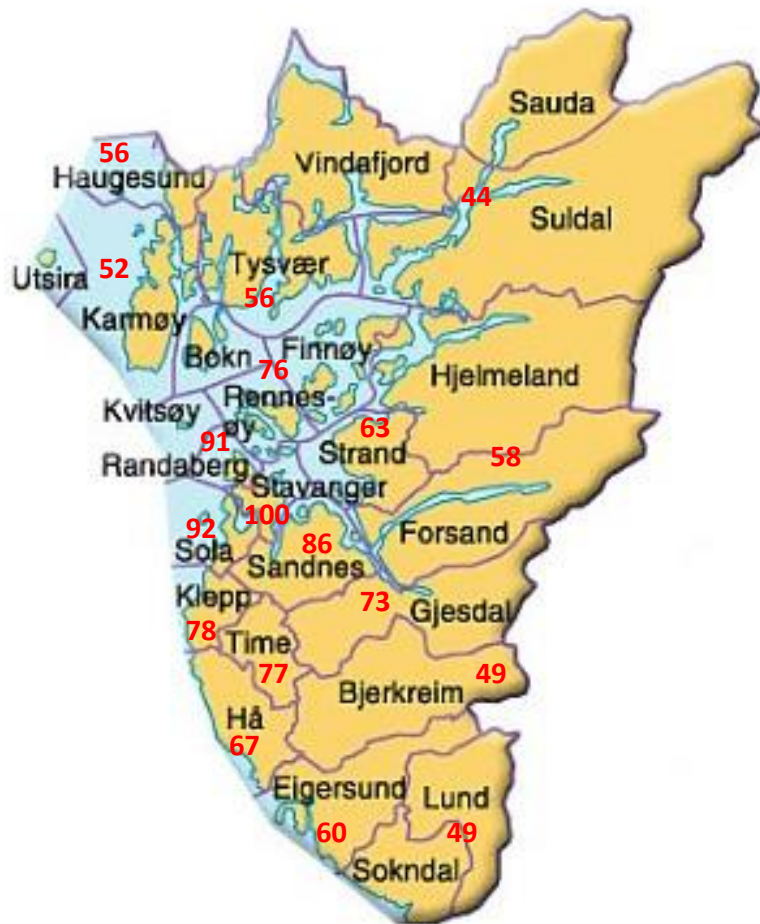 Sauda
56
Haugesund
Vindafjord
44
Suldal
Utsira
52
Tysvær
56
Karmøy
Bokn
Finnøy
76
Hjelmeland
Kvitsøy
Rennes-
øy
91
63
Strand
58
Randaberg
Stavanger
100
92
Sola
86
Forsand
Sandnes
Klepp
73
Gjesdal
78
Time
77
49
Bjerkreim
Hå
67
Eigersund
Lund
60
49
Sokndal